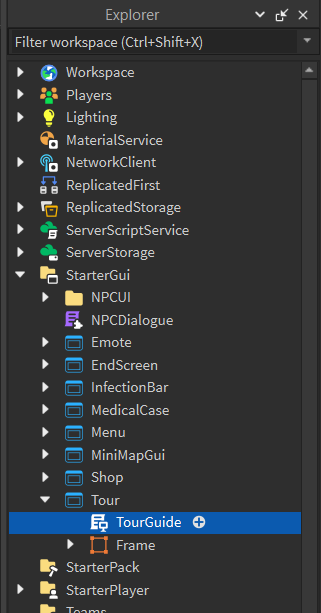 Explorer
Filter workspace (Ctrl+Shift+X)
Workspace
Players
Lighting
MaterialService
NetworkClient
ReplicatedFirst
ReplicatedStorage
ServerScriptService
ServerStorage
StarterGui
NPCUI
NPCDialogue
Emote
EndScreen
InfectionBar
MedicalCase
Menu
MiniMapGui
Shop
Tour
TourGuide
Frame
StarterPack
StarterPlayer
Teams